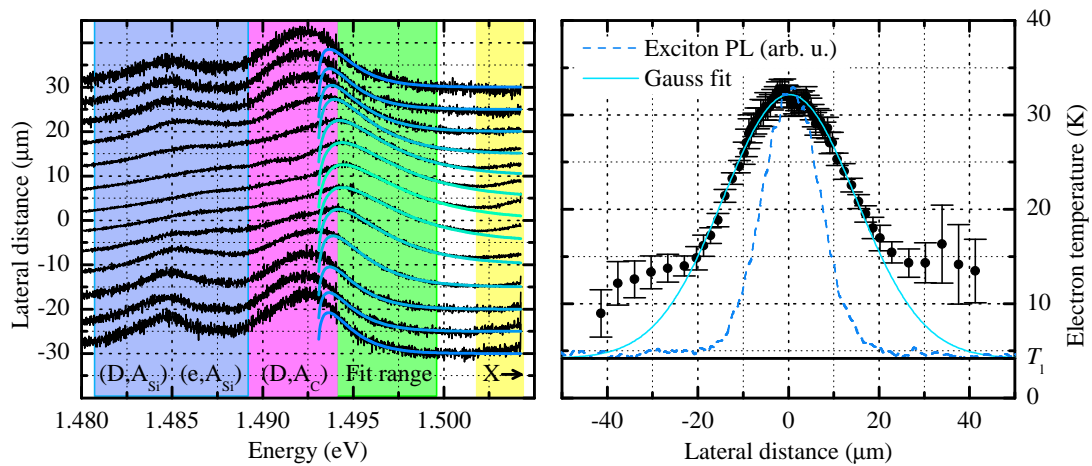 30
20
10
0
-10
-20
-30
Lateral distance (µm)
(D,A_Si) (e,A_Si) (D,A_C) Fit range X→
1.480 1.485 1.490 1.495 1.500
Energy (eV)
Exciton PL (arb. u.)
Gauss fit
40
30
20
10
T_1
0
Electron temperature (K)
-40 -20 0 20 40
Lateral distance (µm)